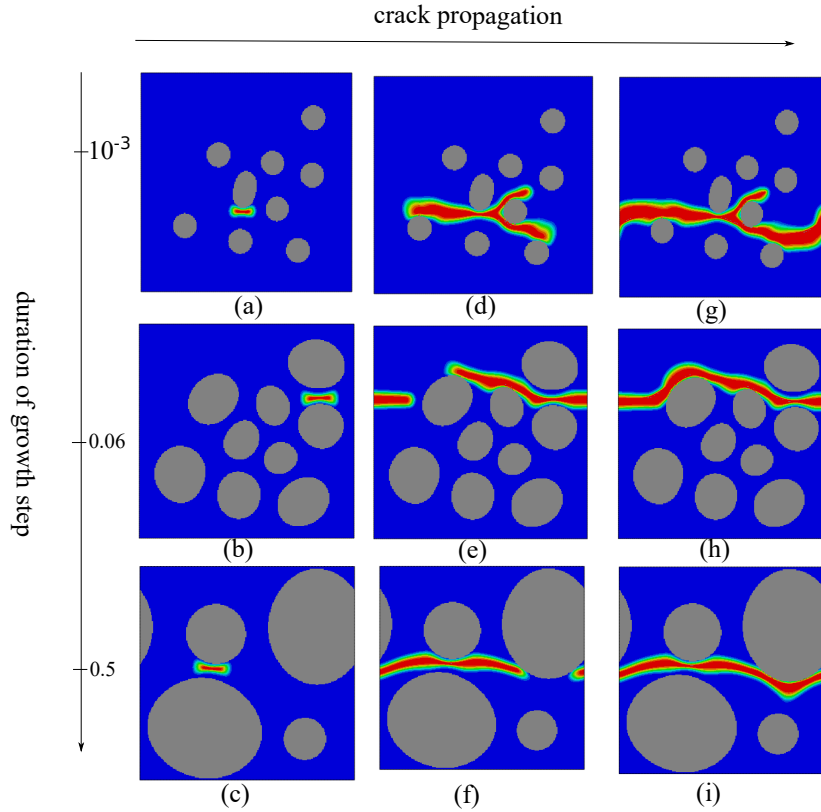 crack propagation
10-3
(a)
(d)
(g)
duration of
growth step
0.06
(b)
(e)
(h)
0.5
(c)
(f)
(i)